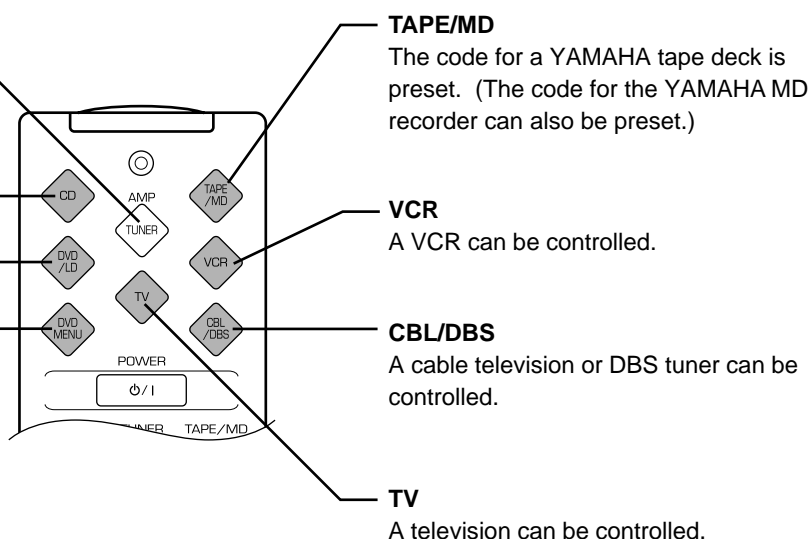 TAPE/MD
The code for a YAMAHA tape deck is
preset. (The code for the YAMAHA MD
recorder can also be preset.)
VCR
A VCR can be controlled.
CBL/DBS
A cable television or DBS tuner can be
controlled.
TV
A television can be controlled.
AMP
CD
TUNER
TAPE
/MD
DVD
/LD
TV
VCR
DVD
MENU
CBL
/DBS
POWER
⏻/I
TUNER TAPE/MD